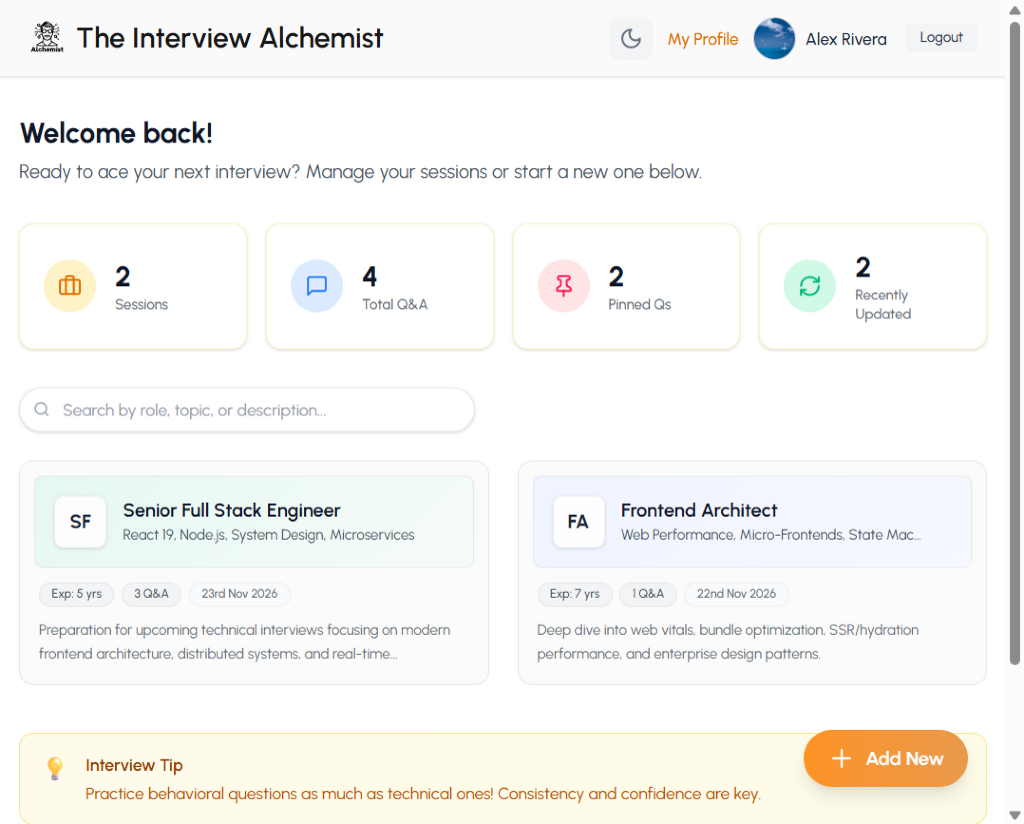 Alchemist
The Interview Alchemist
My Profile
Alex Rivera
Logout
Welcome back!
Ready to ace your next interview? Manage your sessions or start a new one below.
2
Sessions
4
Total Q&A
2
Pinned Qs
2
Recently
Updated
Search by role, topic, or description...
SF
Senior Full Stack Engineer
React 19, Node.js, System Design, Microservices
Exp: 5 yrs
3 Q&A
23rd Nov 2026
Preparation for upcoming technical interviews focusing on modern
frontend architecture, distributed systems, and real-time...
FA
Frontend Architect
Web Performance, Micro-Frontends, State Mac...
Exp: 7 yrs
1 Q&A
22nd Nov 2026
Deep dive into web vitals, bundle optimization, SSR/hydration
performance, and enterprise design patterns.
Interview Tip
Practice behavioral questions as much as technical ones! Consistency and confidence are key.
Add New